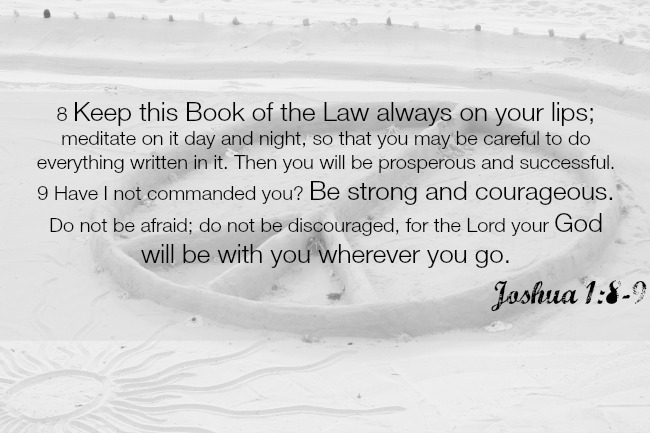 8 Keep this Book of the Law always on your lips;
meditate on it day and night, so that you may be careful to do
everything written in it. Then you will be prosperous and successful.
9 Have I not commanded you? Be strong and courageous.
Do not be afraid; do not be discouraged, for the Lord your God
will be with you wherever you go.
Joshua 1:8-9